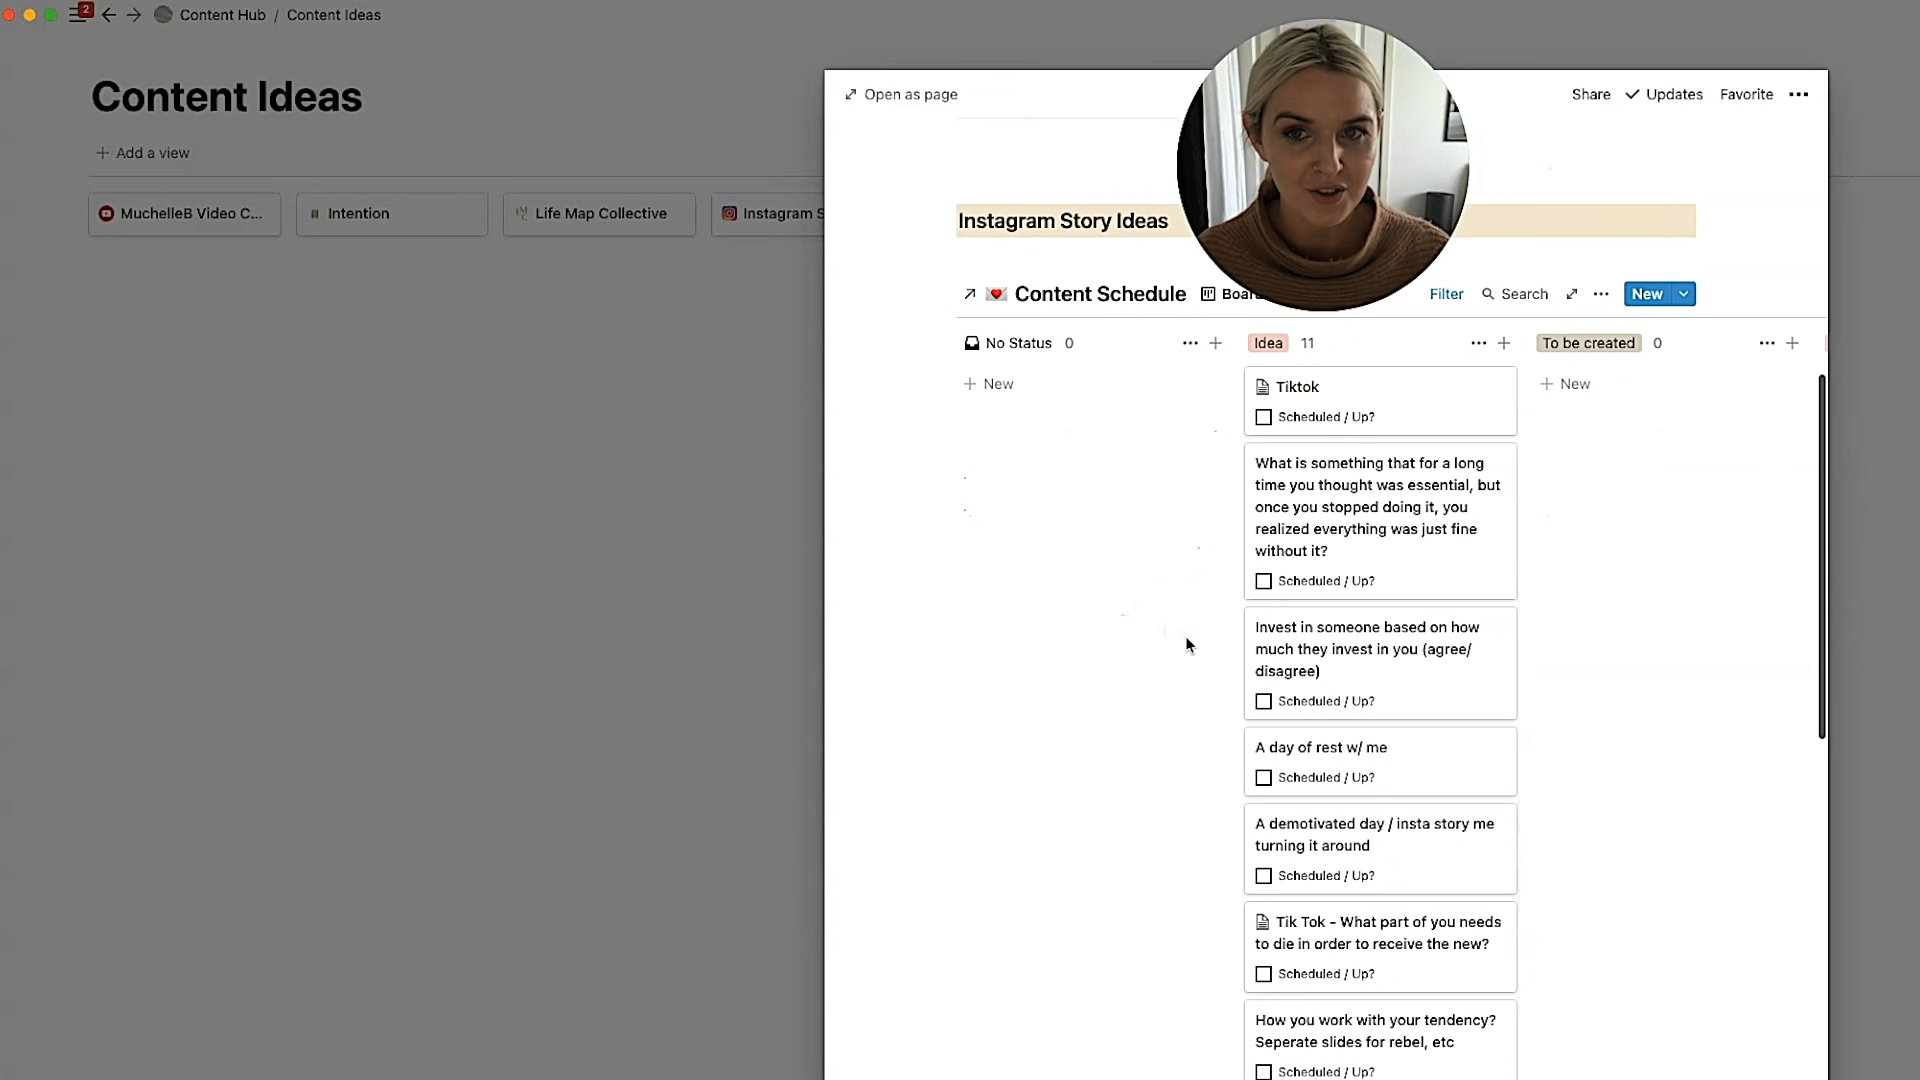 2
Content Hub / Content Ideas
Content Ideas
+ Add a view
MuchelleB Video C...
Intention
Life Map Collective
Instagram S
Open as page
Share
Updates
Favorite
Instagram Story Ideas
Content Schedule
Boar
Filter
Search
New
No Status 0
Idea 11
To be created 0
+ New
+ New
Tiktok
Scheduled / Up?
What is something that for a long
time you thought was essential, but
once you stopped doing it, you
realized everything was just fine
without it?
Scheduled / Up?
Invest in someone based on how
much they invest in you (agree/
disagree)
Scheduled / Up?
A day of rest w/ me
Scheduled / Up?
A demotivated day / insta story me
turning it around
Scheduled / Up?
Tik Tok - What part of you needs
to die in order to receive the new?
Scheduled / Up?
How you work with your tendency?
Seperate slides for rebel, etc
Scheduled / Up?